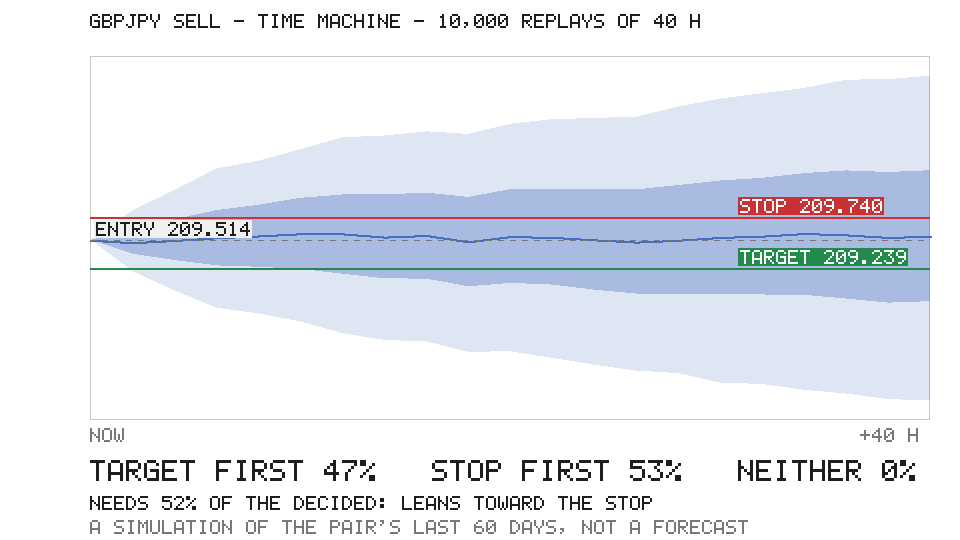 GBPJPY SELL - TIME MACHINE - 10,000 REPLAYS OF 40 H
STOP 209.740
ENTRY 209.514
TARGET 209.239
NOW +40 H
TARGET FIRST 47% STOP FIRST 53% NEITHER 0%
NEEDS 52% OF THE DECIDED: LEANS TOWARD THE STOP
A SIMULATION OF THE PAIR'S LAST 60 DAYS, NOT A FORECAST